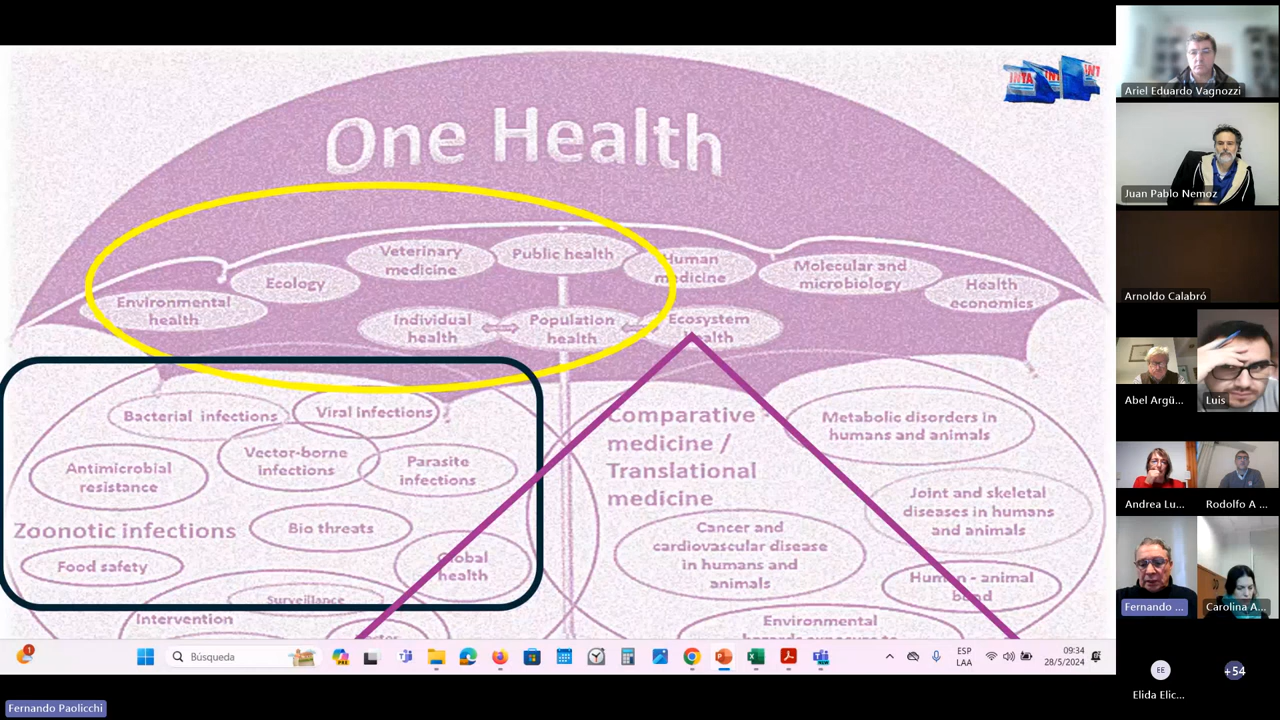 One Health
INTA
Veterinary
medicine
Public health
Human
medicine
Molecular and
microbiology
Health
economics
Ecology
Environmental
health
Individual
health
Population
health
Ecosystem
health
Bacterial infections
Viral infections
Vector-borne
infections
Parasite
infections
Antimicrobial
resistance
Zoonotic infections
Bio threats
Food safety
Global
health
Surveillance
Intervention
Comparative
medicine /
Translational
medicine
Metabolic disorders in
humans and animals
Joint and skeletal
diseases in humans
and animals
Cancer and
cardiovascular disease
in humans and
animals
Human - animal
bond
Environmental
Búsqueda
ESP
LAA
09:34
28/5/2024
Fernando Paolicchi
Ariel Eduardo Vagnozzi
Juan Pablo Nemoz
Arnoldo Calabró
Abel Argü...
Luis
Andrea Lu...
Rodolfo A ...
Fernando ...
Carolina A...
EE
+54
Elida Elic...